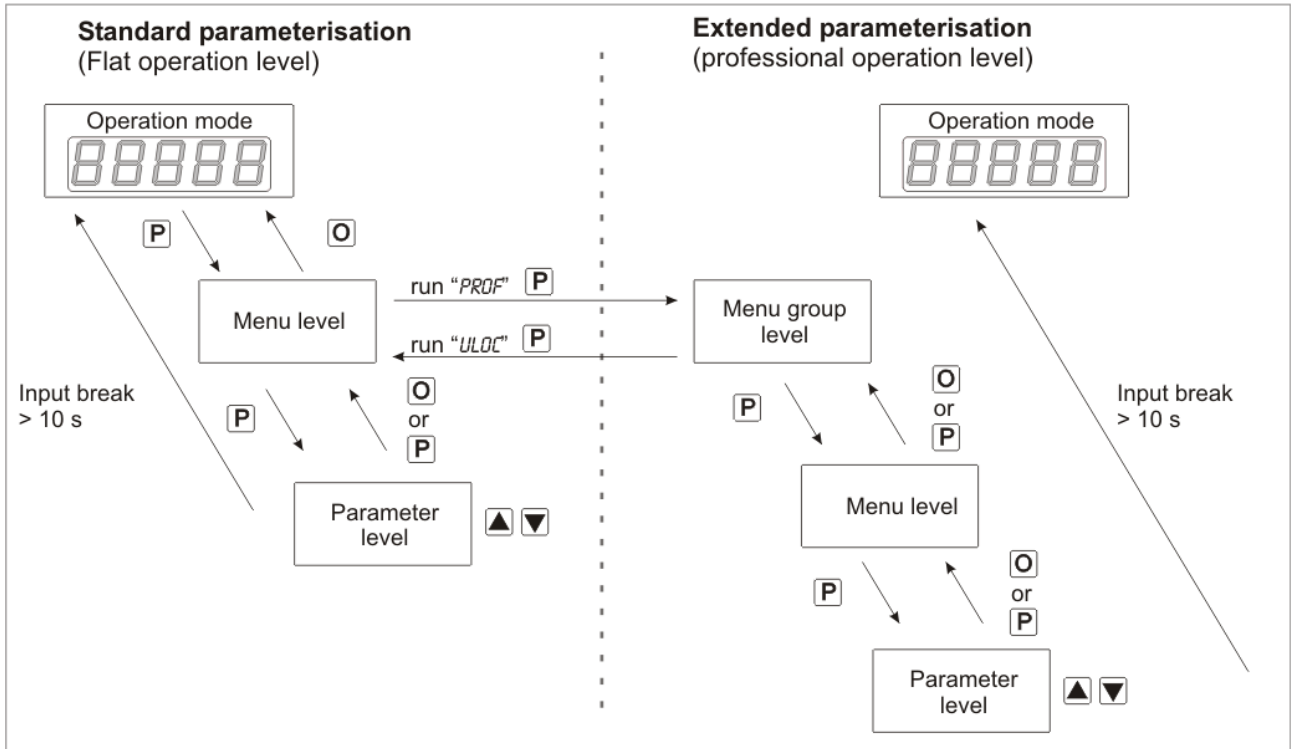 Standard parameterisation
(Flat operation level)
Operation mode
88888
P
O
Menu level
Input break
> 10 s
P
O
or
P
Parameter
level
▲ ▼
run “PROF” P
run “ULOC” P
Extended parameterisation
(professional operation level)
Operation mode
88888
Menu group
level
P
O
or
P
Input break
> 10 s
Menu level
P
O
or
P
Parameter
level
▲ ▼